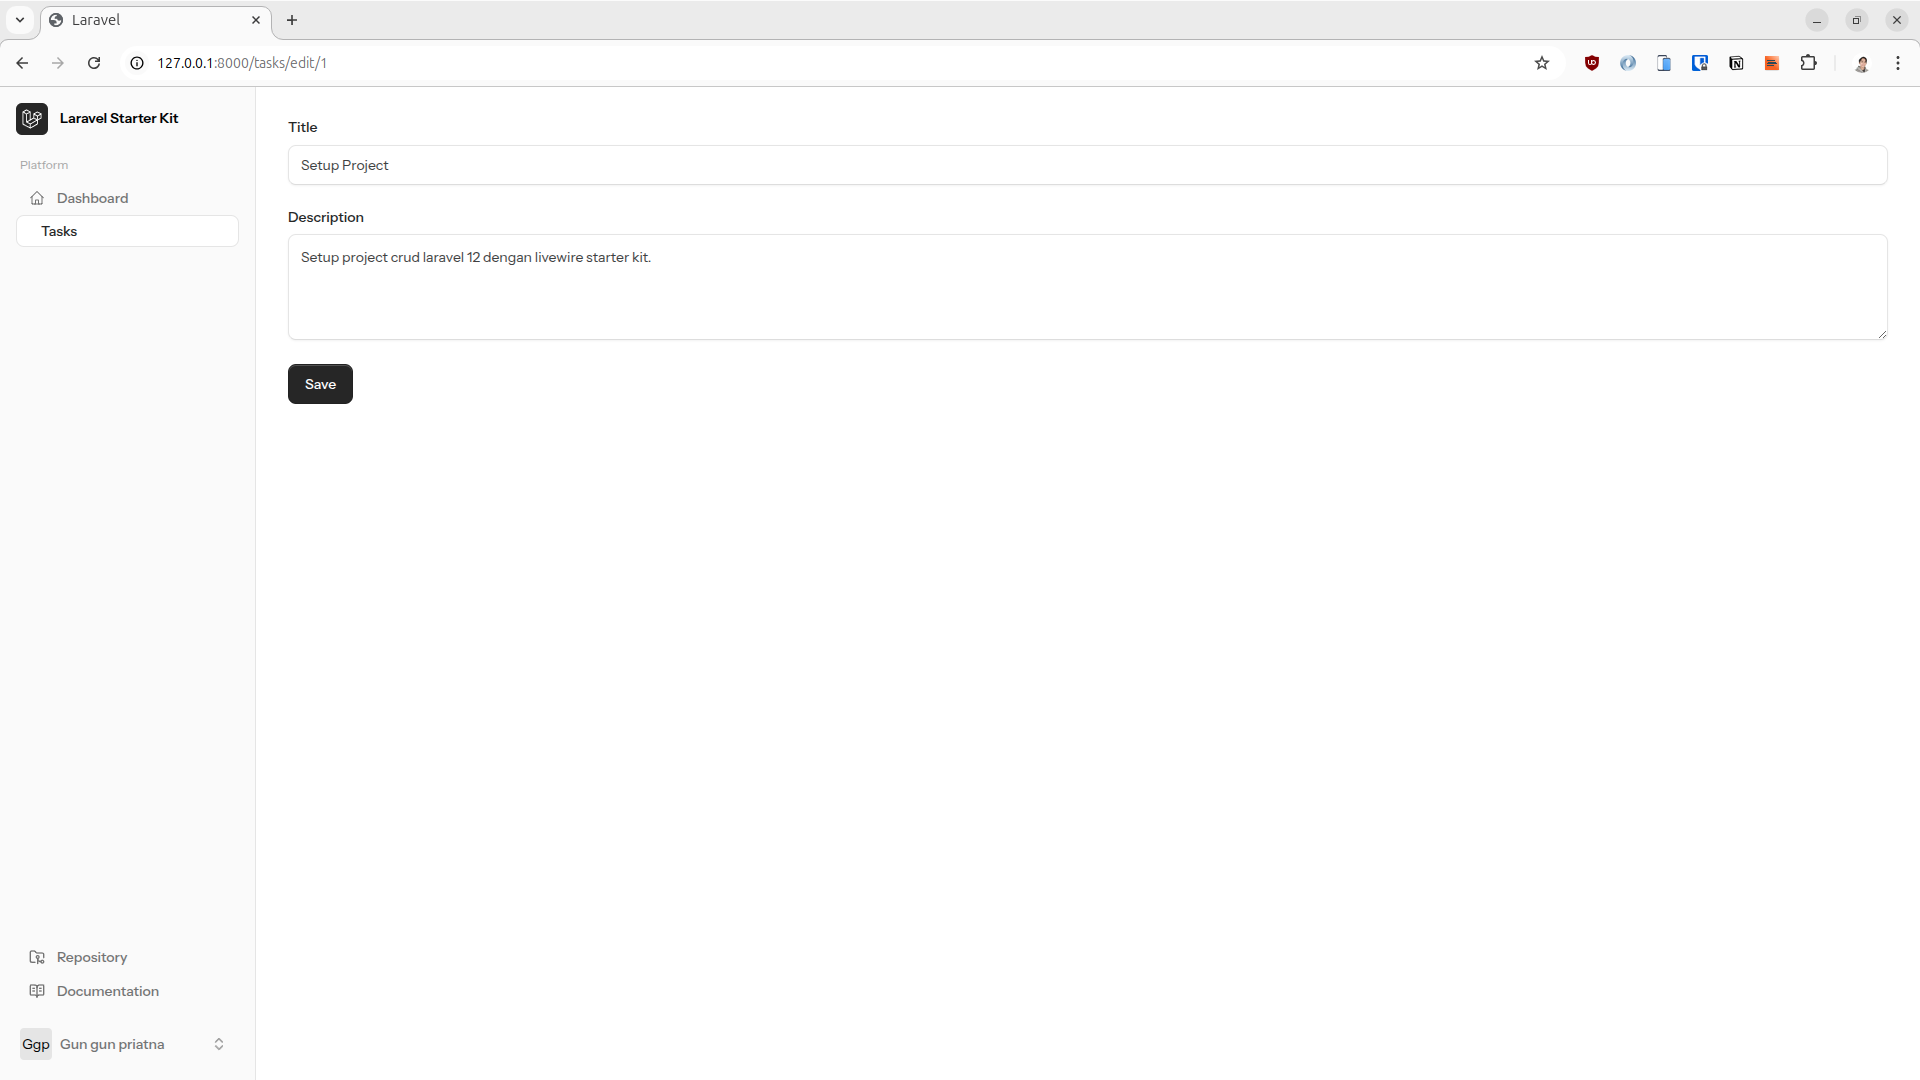 Laravel
127.0.0.1:8000/tasks/edit/1
Laravel Starter Kit
Platform
Dashboard
Tasks
Repository
Documentation
Ggp Gun gun priatna
Title
Setup Project
Description
Setup project crud laravel 12 dengan livewire starter kit.
Save